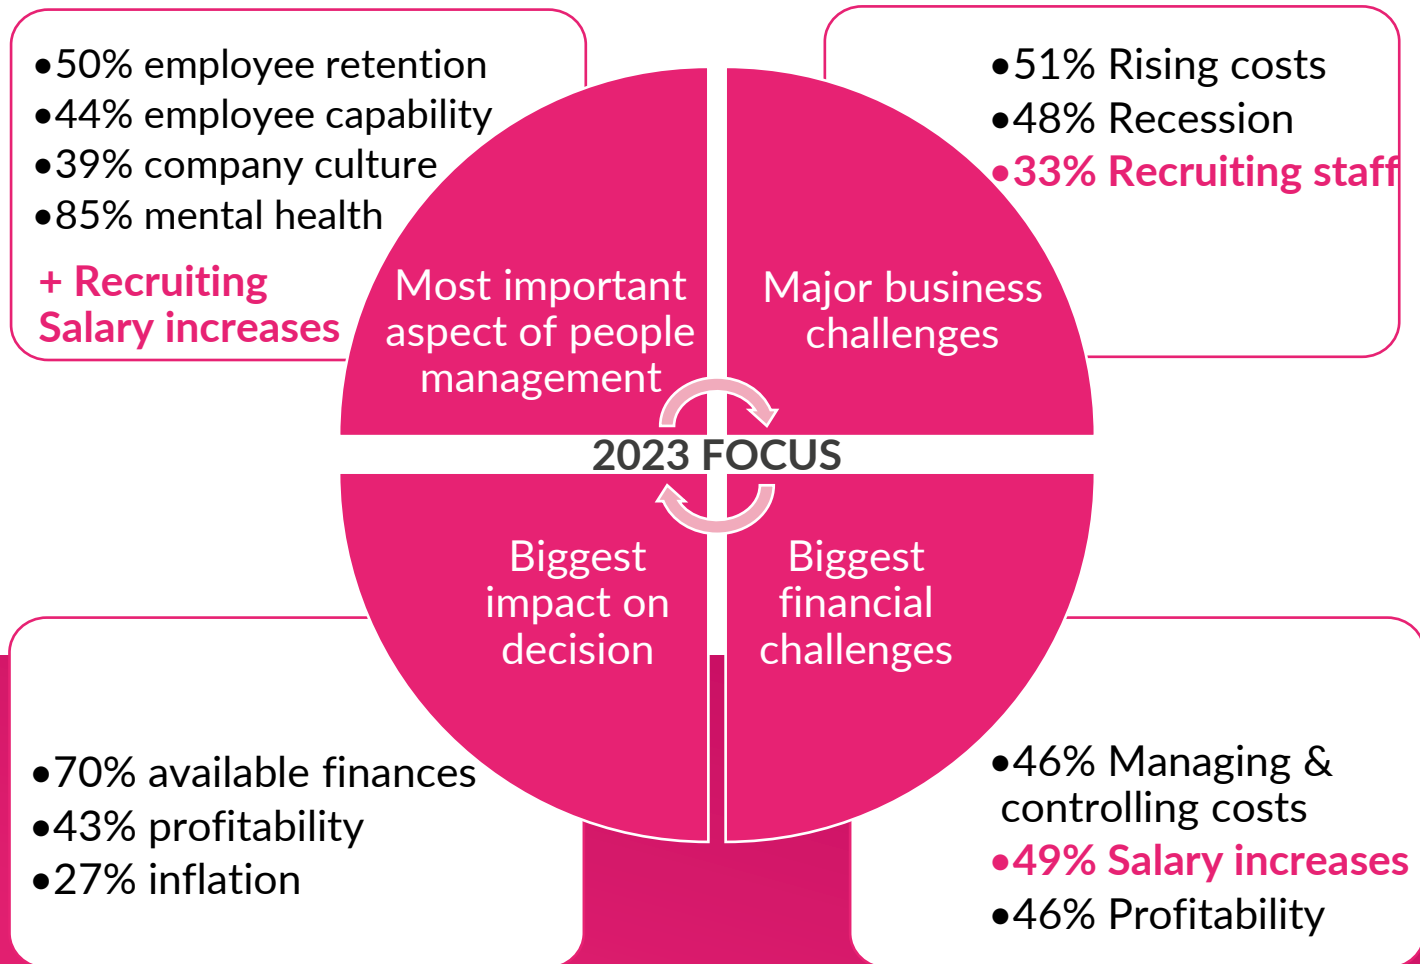 •50% employee retention
•44% employee capability
•39% company culture
•85% mental health
+ Recruiting
Salary increases
•51% Rising costs
•48% Recession
•33% Recruiting staff
Most important
aspect of people
management
Major business
challenges
2023 FOCUS
Biggest
impact on
decision
Biggest
financial
challenges
•70% available finances
•43% profitability
•27% inflation
•46% Managing &
controlling costs
•49% Salary increases
•46% Profitability